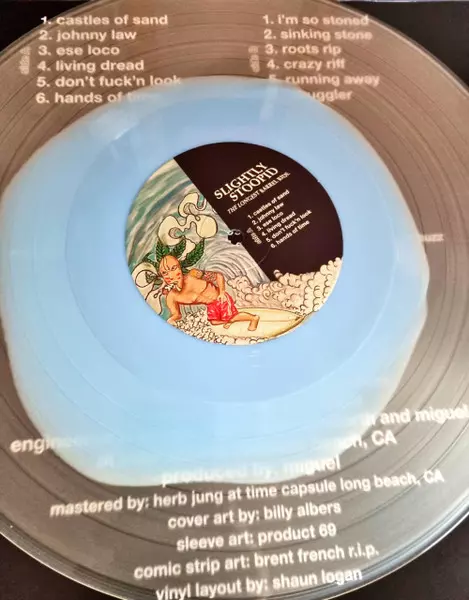 1. castles of sand
2. johnny law
3. ese loco
4. living dread
5. don't fuck'n look
6. hands of time
side a
1. i'm so stoned
2. sinking stone
3. roots rip
4. crazy riff
5. running away
SLIGHTLY
STOOPID
THE LONGEST BARREL RIDE
1. castles of sand
2. johnny law
3. ese loco
4. living dread
5. don't fuck'n look
6. hands of time
and miguel
CA
produced by: miguel
mastered by: herb jung at time capsule long beach, CA
cover art by: billy albers
sleeve art: product 69
comic strip art: brent french r.i.p.
vinyl layout by: shaun logan